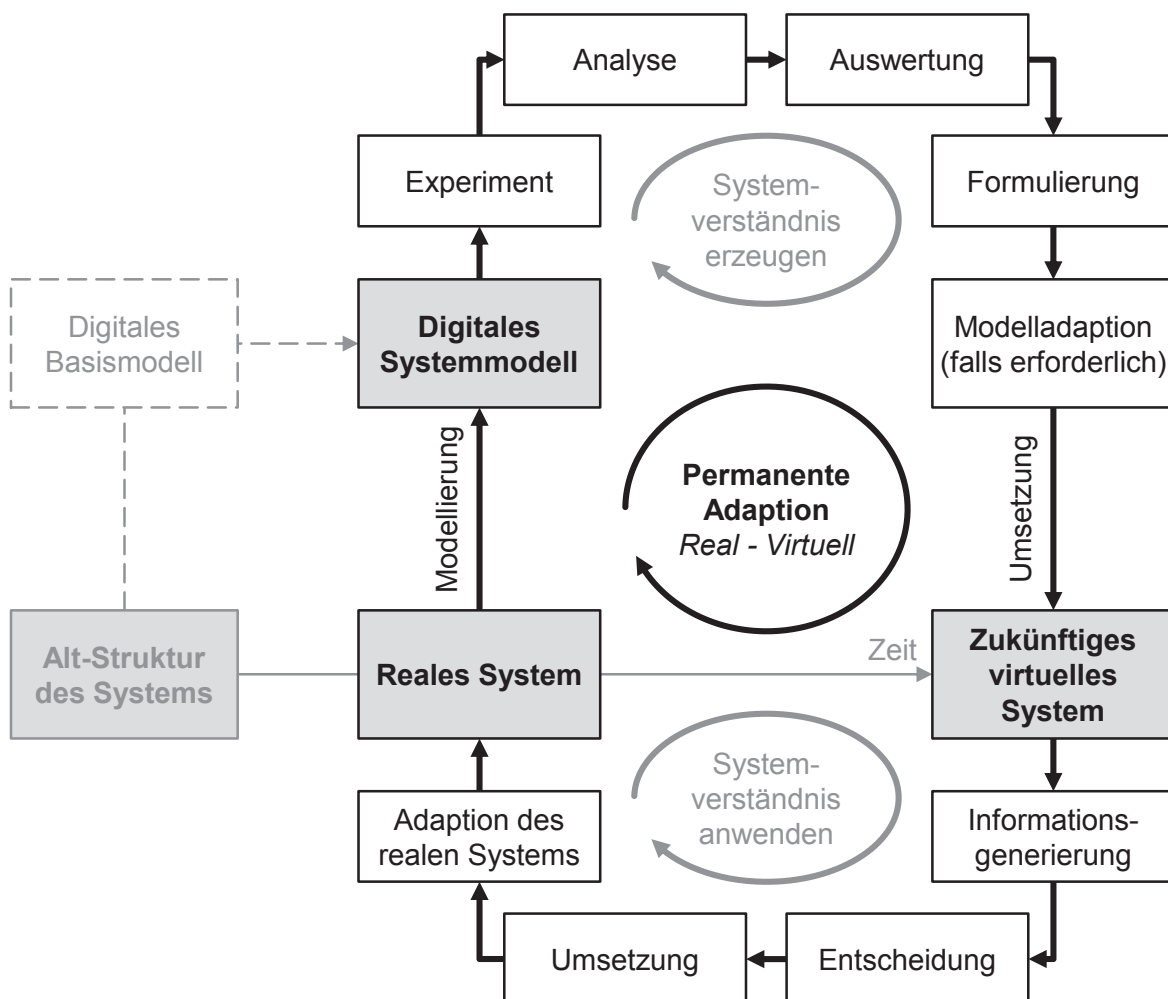 Analyse
Auswertung
Experiment
System-
verständnis
erzeugen
Formulierung
Digitales
Basismodell
Digitales
Systemmodell
Modelladaption
(falls erforderlich)
Modellierung
Permanente
Adaption
Real - Virtuell
Umsetzung
Alt-Struktur
des Systems
Reales System
Zeit
Zukünftiges
virtuelles
System
Adaption des
realen Systems
System-
verständnis
anwenden
Informations-
generierung
Umsetzung
Entscheidung